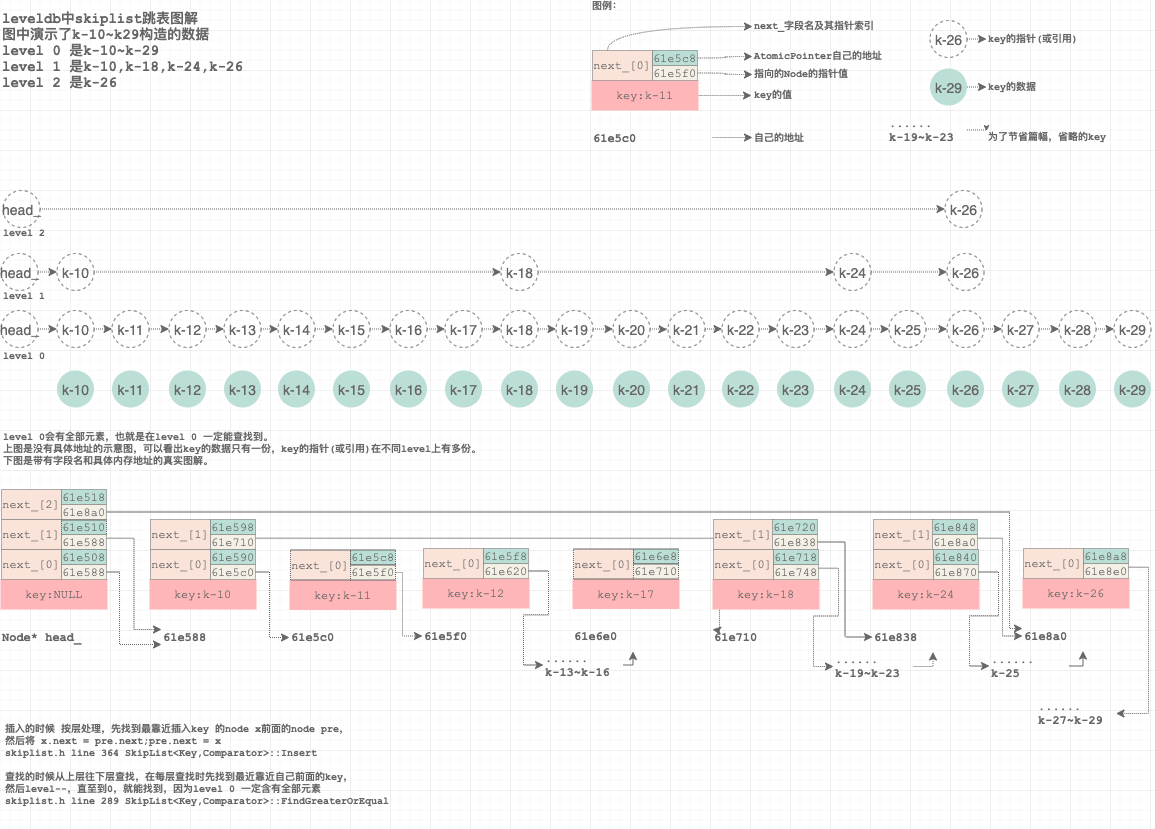 leveldb中skiplist跳表图解
图中演示了k-10~k29构造的数据
level 0 是k-10~k-29
level 1 是k-10,k-18,k-24,k-26
level 2 是k-26
图例:
next_[0]
61e5c8
61e5f0
key:k-11
next_字段名及其指针索引
AtomicPointer自己的地址
指向的Node的指针值
key的值
61e5c0
自己的地址
k-26
key的指针(或引用)
k-29
key的数据
......
k-19~k-23
为了节省篇幅，省略的key
head_
k-26
level 2
head_
k-10
k-18
k-24
k-26
level 1
head_
k-10
k-11
k-12
k-13
k-14
k-15
k-16
k-17
k-18
k-19
k-20
k-21
k-22
k-23
k-24
k-25
k-26
k-27
k-28
k-29
level 0
k-10
k-11
k-12
k-13
k-14
k-15
k-16
k-17
k-18
k-19
k-20
k-21
k-22
k-23
k-24
k-25
k-26
k-27
k-28
k-29
level 0会有全部元素，也就是在level 0 一定能查找到。
上图是没有具体地址的示意图，可以看出key的数据只有一份，key的指针(或引用)在不同level上有多份。
下图是带有字段名和具体内存地址的真实图解。
next_[2]
61e518
61e8a0
next_[1]
61e510
61e588
next_[0]
61e508
61e588
key:NULL
Node* head_
next_[1]
61e598
61e710
next_[0]
61e590
61e5c0
key:k-10
61e588
next_[0]
61e5c8
61e5f0
key:k-11
61e5c0
next_[0]
61e5f8
61e620
key:k-12
61e5f0
......
k-13~k-16
next_[0]
61e6e8
61e710
key:k-17
61e6e0
next_[1]
61e720
61e838
next_[0]
61e718
61e748
key:k-18
61e710
......
k-19~k-23
next_[1]
61e848
61e8a0
next_[0]
61e840
61e870
key:k-24
61e838
......
k-25
next_[0]
61e8a8
61e8e0
key:k-26
61e8a0
......
k-27~k-29
插入的时候 按层处理，先找到最靠近插入key 的node x前面的node pre，
然后将 x.next = pre.next;pre.next = x
skiplist.h line 364 SkipList<Key,Comparator>::Insert
查找的时候从上层往下层查找，在每层查找时先找到最近靠近自己前面的key，
然后level--，直至到0，就能找到，因为level 0 一定含有全部元素
skiplist.h line 289 SkipList<Key,Comparator>::FindGreaterOrEqual